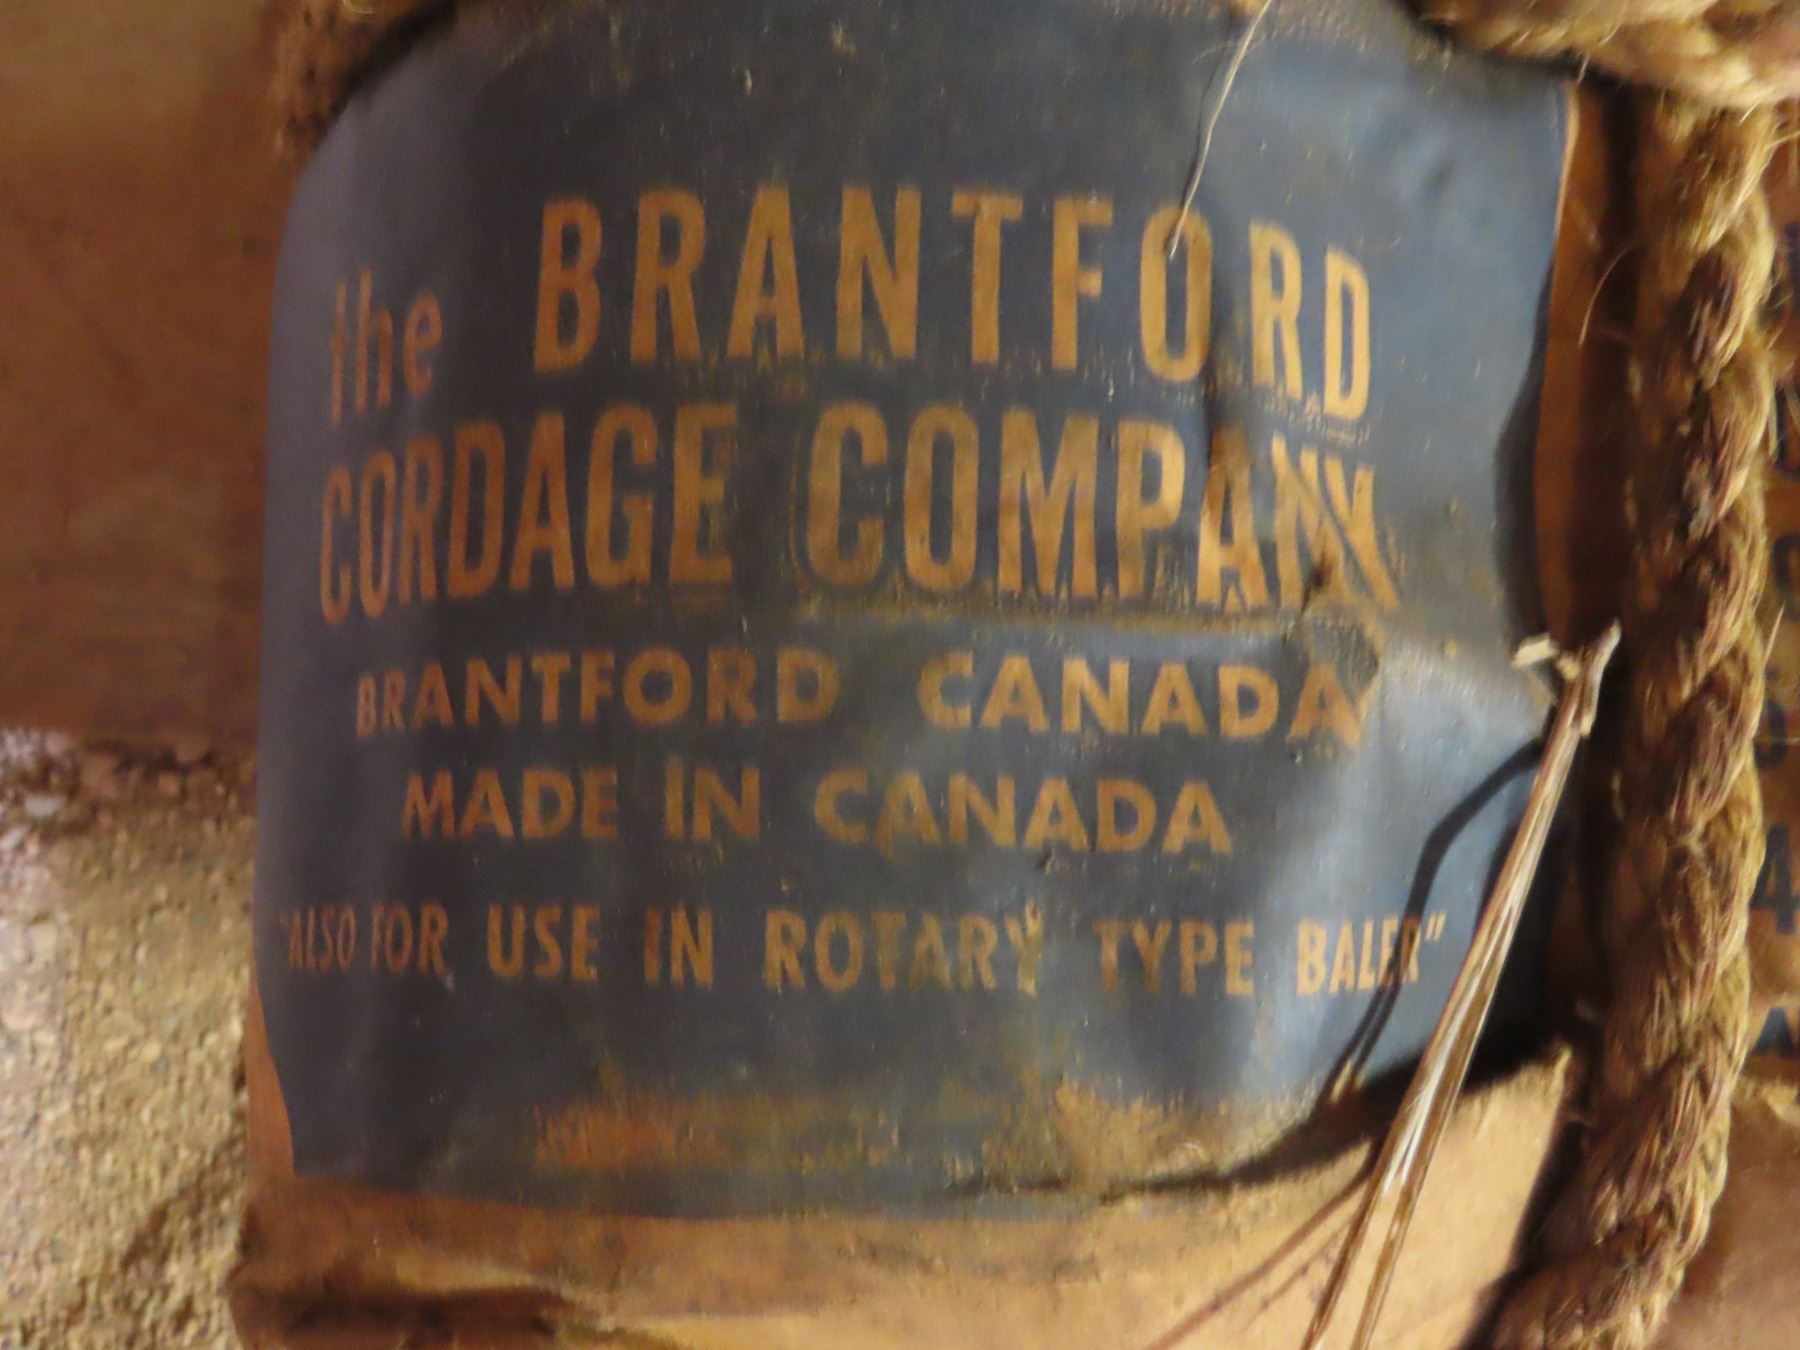 the BRANTFORD
CORDAGE COMPANY
BRANTFORD CANADA
MADE IN CANADA
"ALSO FOR USE IN ROTARY TYPE BALER"